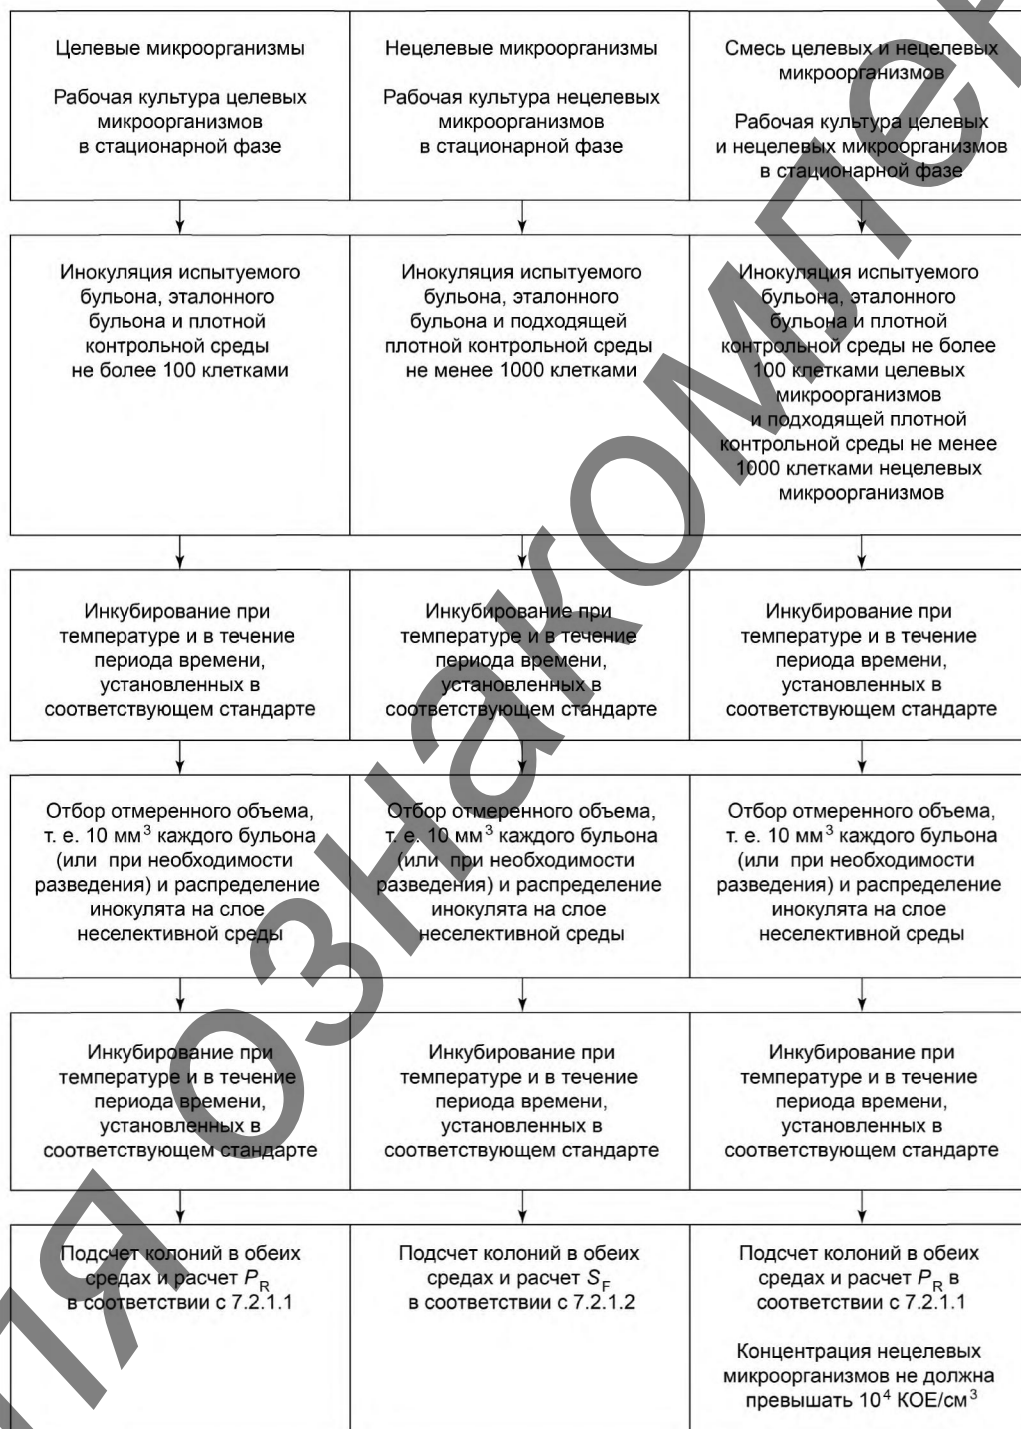 Целевые микроорганизмы
Рабочая культура целевых
микроорганизмов
в стационарной фазе
Нецелевые микроорганизмы
Рабочая культура нецелевых
микроорганизмов
в стационарной фазе
Смесь целевых и нецелевых
микроорганизмов
Рабочая культура целевых
и нецелевых микроорганизмов
в стационарной фазе
Инокуляция испытуемого
бульона, эталонного
бульона и плотной
контрольной среды
не более 100 клетками
Инокуляция испытуемого
бульона, эталонного
бульона и подходящей
плотной контрольной среды
не менее 1000 клетками
Инокуляция испытуемого
бульона, эталонного
бульона и плотной
контрольной среды не более
100 клетками целевых
микроорганизмов
и подходящей плотной
контрольной среды не менее
1000 клетками нецелевых
микроорганизмов
Инкубирование при
температуре и в течение
периода времени,
установленных в
соответствующем стандарте
Инкубирование при
температуре и в течение
периода времени,
установленных в
соответствующем стандарте
Инкубирование при
температуре и в течение
периода времени,
установленных в
соответствующем стандарте
Отбор отмеренного объема,
т. е. 10 мм³ каждого бульона
(или при необходимости
разведения) и распределение
инокулята на слое
неселективной среды
Отбор отмеренного объема,
т. е. 10 мм³ каждого бульона
(или при необходимости
разведения) и распределение
инокулята на слое
неселективной среды
Отбор отмеренного объема,
т. е. 10 мм³ каждого бульона
(или при необходимости
разведения) и распределение
инокулята на слое
неселективной среды
Инкубирование при
температуре и в течение
периода времени,
установленных в
соответствующем стандарте
Инкубирование при
температуре и в течение
периода времени,
установленных в
соответствующем стандарте
Инкубирование при
температуре и в течение
периода времени,
установленных в
соответствующем стандарте
Подсчет колоний в обеих
средах и расчет P_R
в соответствии с 7.2.1.1
Подсчет колоний в обеих
средах и расчет S_F
в соответствии с 7.2.1.2
Подсчет колоний в обеих
средах и расчет P_R в
соответствии с 7.2.1.1
Концентрация нецелевых
микроорганизмов не должна
превышать 10⁴ КОЕ/см³